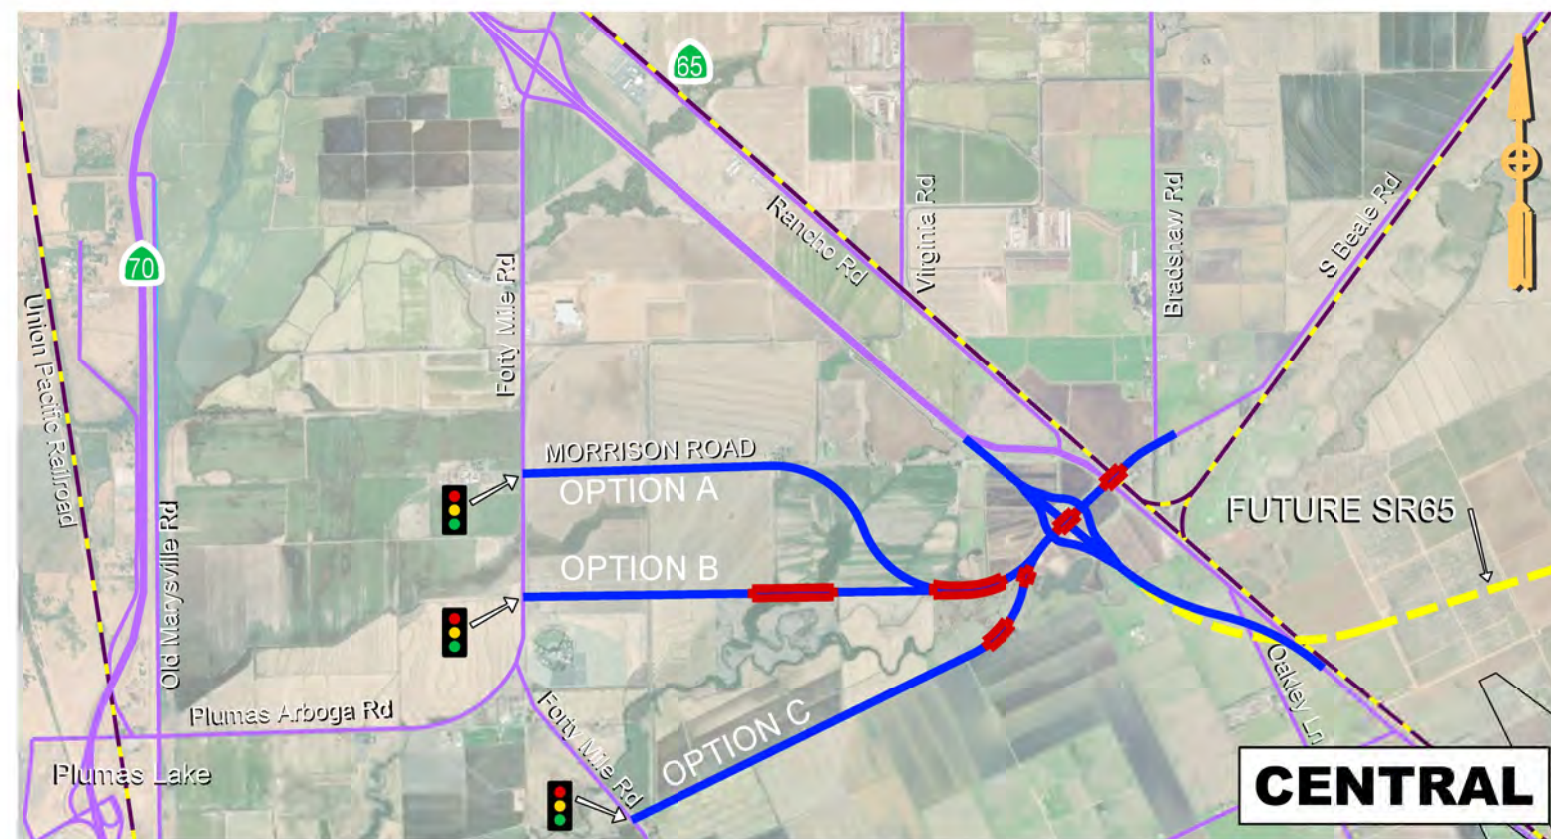 65
Rancho Rd
Virginia Rd
Bradshaw Rd
S Beale Rd
70
Union Pacific Railroad
Forty Mile Rd
Old Marysville Rd
MORRISON ROAD
OPTION A
OPTION B
FUTURE SR65
Plumas Arboga Rd
Forty Mile Rd
OPTION C
Oakley Ln
Plumas Lake
CENTRAL